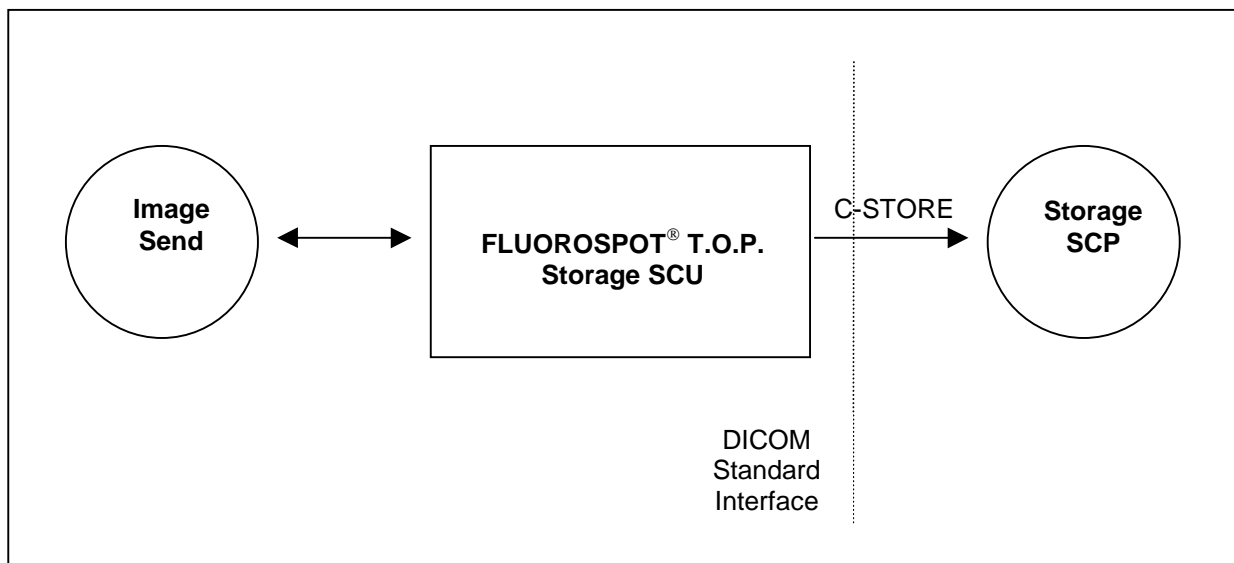 Image
Send
FLUOROSPOT® T.O.P.
Storage SCU
C-STORE
Storage
SCP
DICOM
Standard
Interface